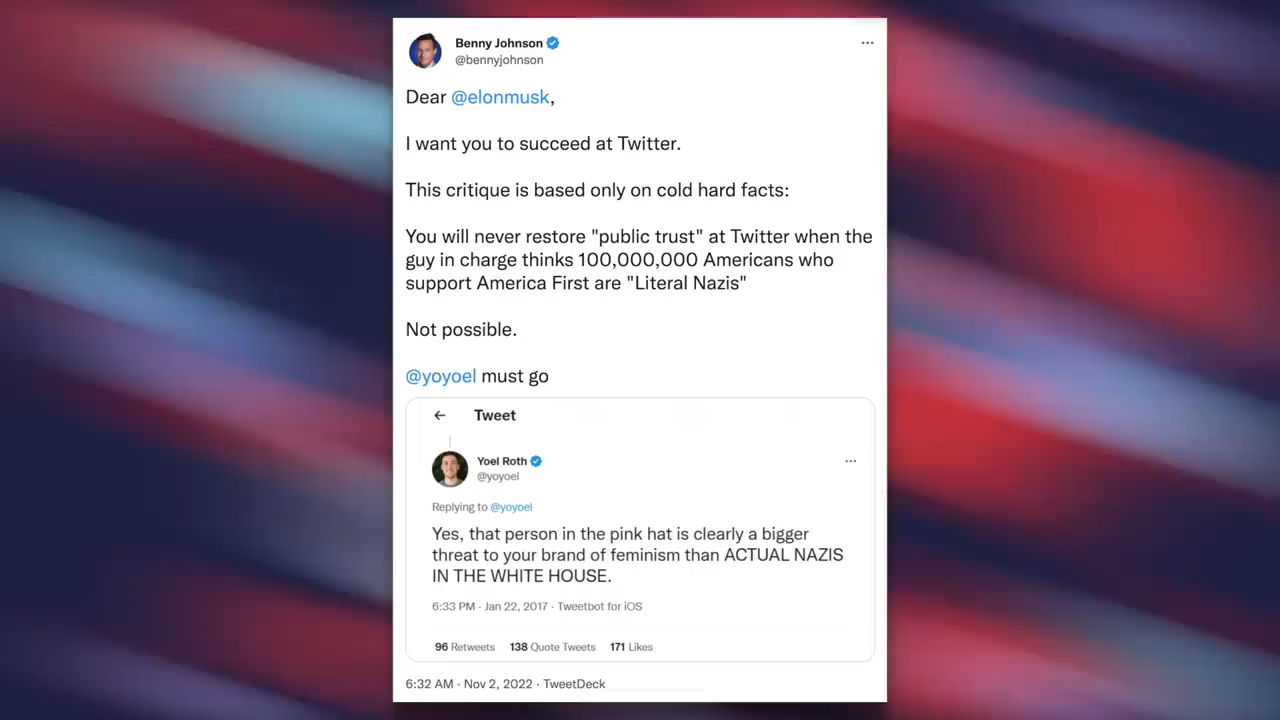 Benny Johnson
@bennyjohnson
Dear @elonmusk,
I want you to succeed at Twitter.
This critique is based only on cold hard facts:
You will never restore "public trust" at Twitter when the
guy in charge thinks 100,000,000 Americans who
support America First are "Literal Nazis"
Not possible.
@yoyoel must go
Tweet
Yoel Roth
@yoyoel
Replying to @yoyoel
Yes, that person in the pink hat is clearly a bigger
threat to your brand of feminism than ACTUAL NAZIS
IN THE WHITE HOUSE.
6:33 PM · Jan 22, 2017 · Tweetbot for iOS
96 Retweets 138 Quote Tweets 171 Likes
6:32 AM · Nov 2, 2022 · TweetDeck